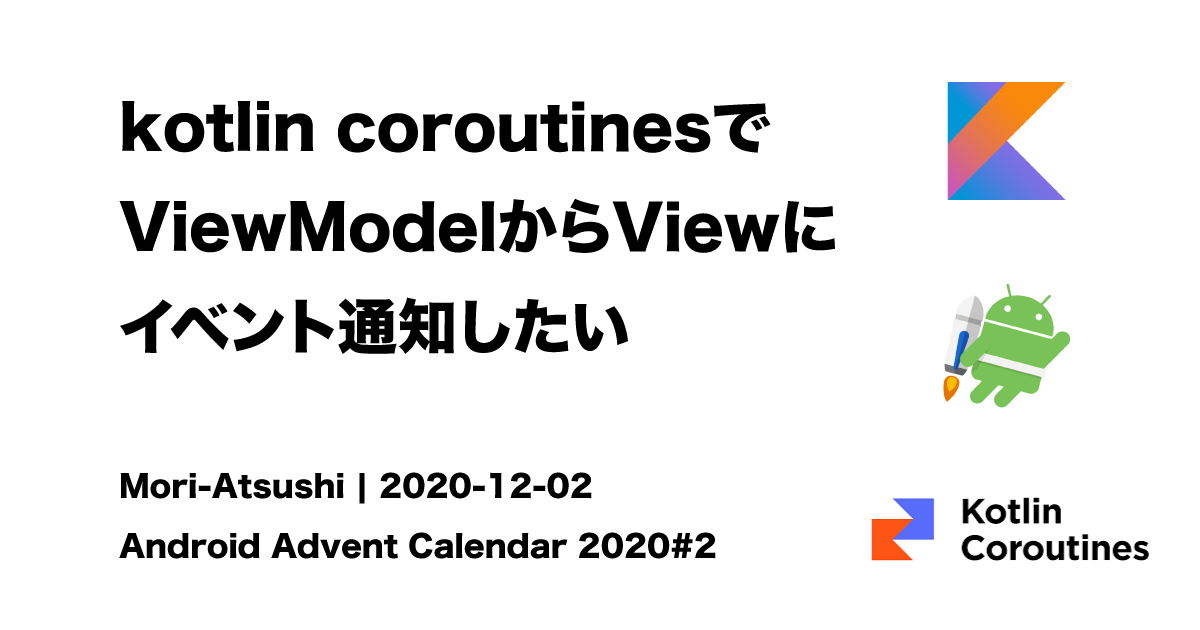 kotlin coroutinesで
ViewModelからViewに
イベント通知したい
Mori-Atsushi | 2020-12-02
Android Advent Calendar 2020#2
Kotlin
Coroutines